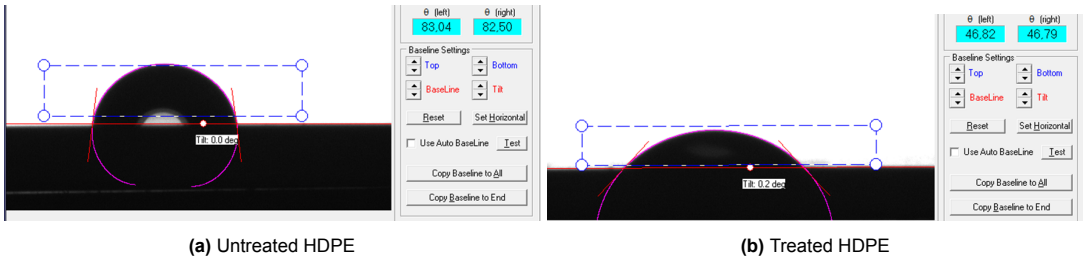 θ (left) θ (right)
83,04 82,50
Baseline Settings
Top Bottom
BaseLine Tilt
Reset Set Horizontal
Use Auto BaseLine Test
Copy Baseline to All
Copy Baseline to End
Tilt: 0.0 deg
(a) Untreated HDPE
θ (left) θ (right)
46,82 46,79
Baseline Settings
Top Bottom
BaseLine Tilt
Reset Set Horizontal
Use Auto BaseLine Test
Copy Baseline to All
Copy Baseline to End
Tilt: 0.2 deg
(b) Treated HDPE